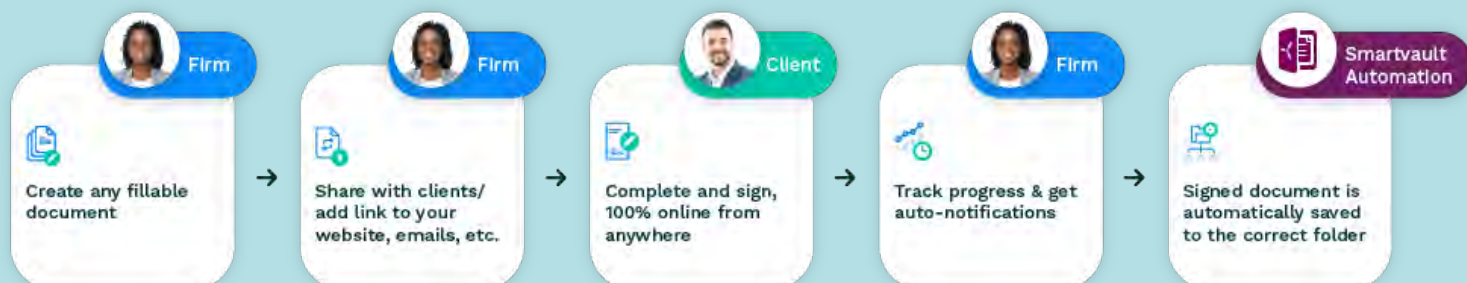 Firm
Create any fillable
document
Firm
Share with clients/
add link to your
website, emails, etc.
Client
Complete and sign,
100% online from
anywhere
Firm
Track progress & get
auto-notifications
Smartvault
Automation
Signed document is
automatically saved
to the correct folder